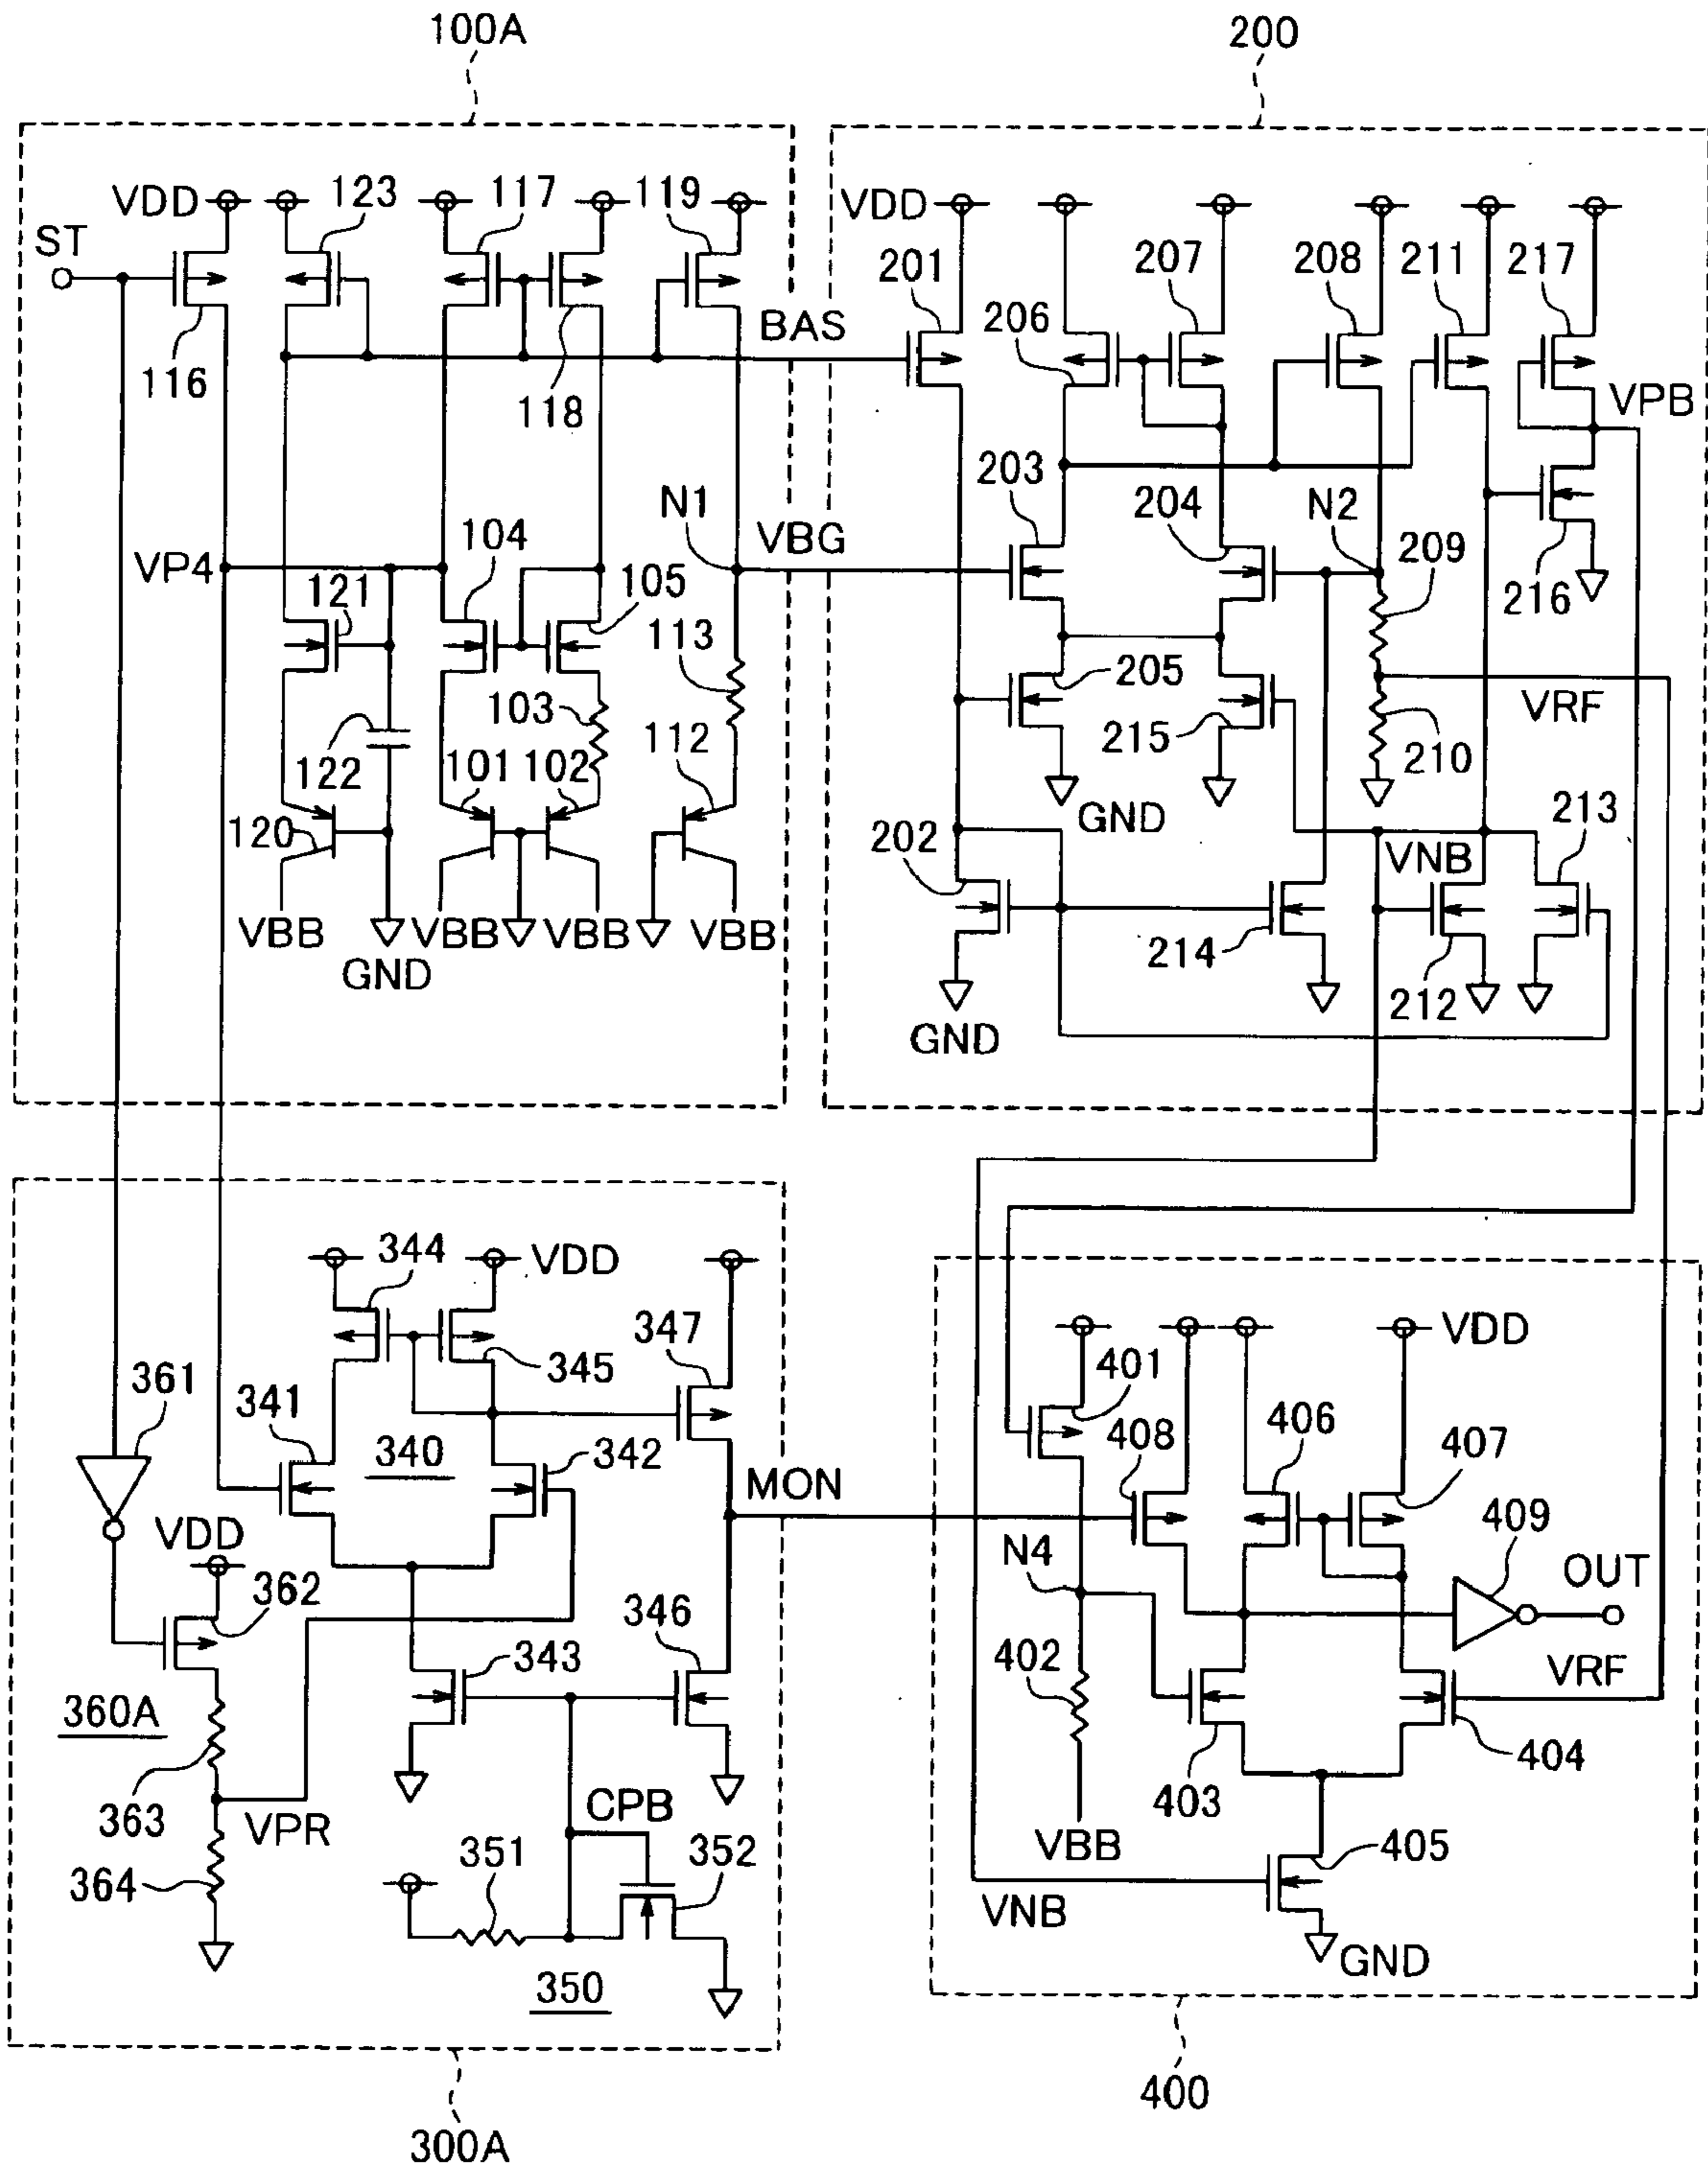 100A
200
VDD
123
117
119
ST
116
118
BAS
VP4
121
104
105
N1
VBG
113
103
122
101
102
112
120
VBB
GND
VBB
VBB
VBB
VDD
201
206
207
208
211
217
VPB
203
204
N2
209
216
205
215
VRF
210
GND
202
VNB
213
214
212
GND
344
VDD
347
345
361
341
340
342
MON
VDD
362
346
343
360A
363
VPR
364
CPB
351
352
350
300A
401
VDD
408
406
407
409
OUT
N4
402
VRF
403
404
VBB
405
VNB
GND
400